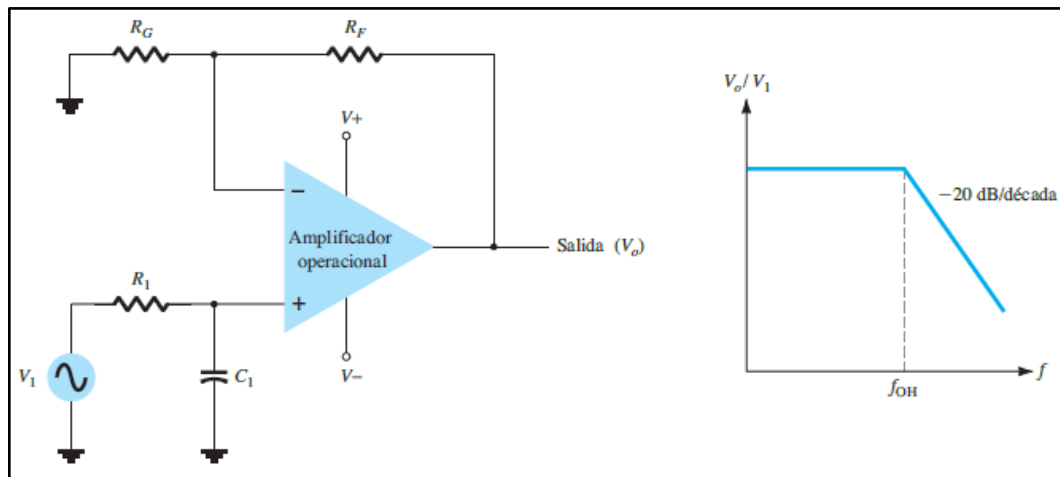 R_G
R_F
V+
Amplificador
operacional
Salida (V_o)
R_1
V_1
C_1
V−
−
+
V_o / V_1
−20 dB/década
f_OH
f